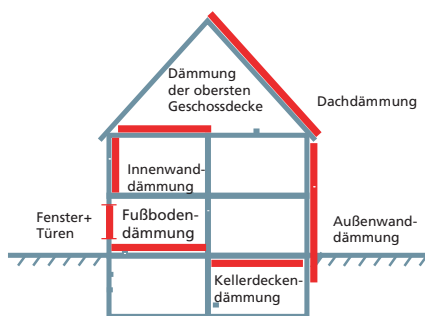 Dämmung
der obersten
Geschossdecke
Dachdämmung
Innenwand-
dämmung
Fenster+
Türen
Fußboden-
dämmung
Außenwand-
dämmung
Kellerdecken-
dämmung